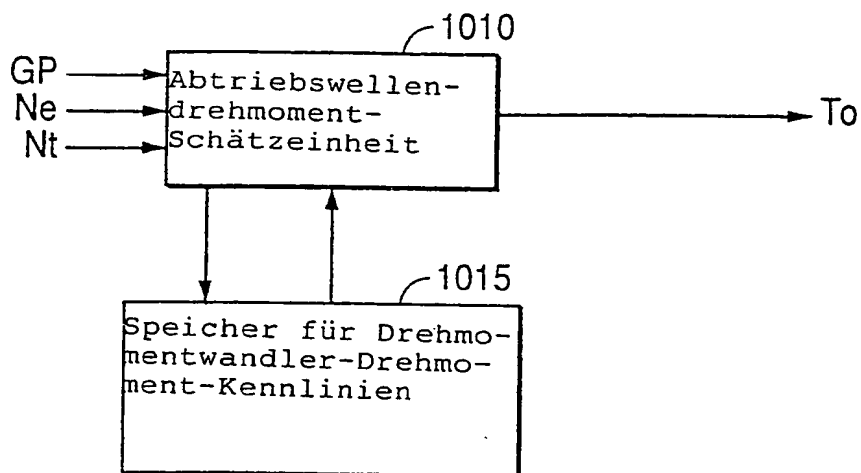 1010
GP
Ne
Nt
Abtriebswellen-
drehmoment-
Schätzeinheit
To
1015
Speicher für Drehmo-
mentwandler-Drehmo-
ment-Kennlinien